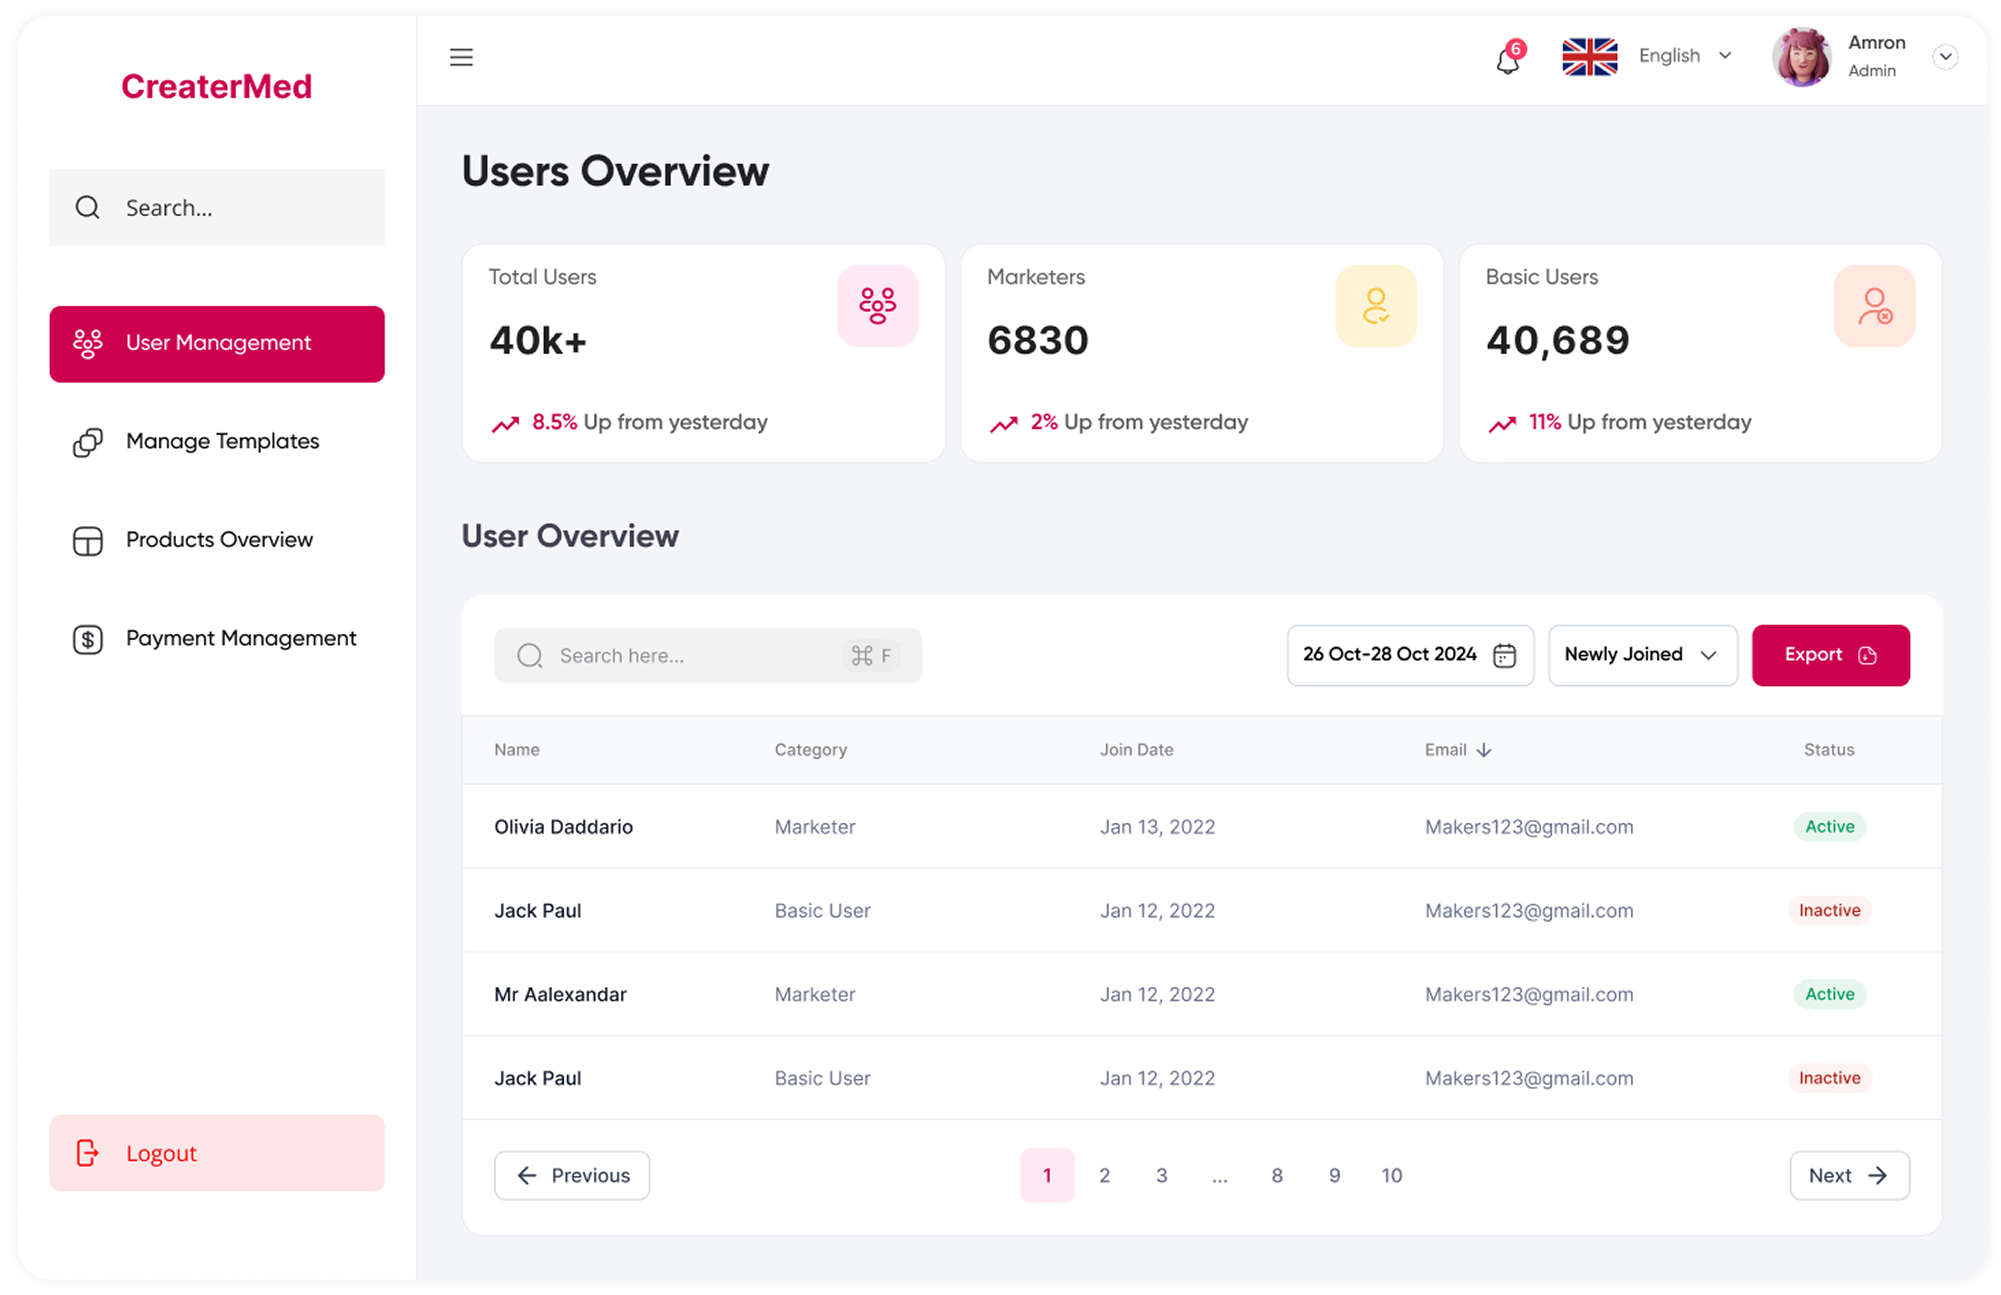 CreaterMed
Search...
User Management
Manage Templates
Products Overview
Payment Management
Logout
6
English
Amron
Admin
Users Overview
Total Users
40k+
8.5% Up from yesterday
Marketers
6830
2% Up from yesterday
Basic Users
40,689
11% Up from yesterday
User Overview
Search here... ⌘ F
26 Oct-28 Oct 2024
Newly Joined
Export
Name Category Join Date Email Status
Olivia Daddario Marketer Jan 13, 2022 Makers123@gmail.com Active
Jack Paul Basic User Jan 12, 2022 Makers123@gmail.com Inactive
Mr Aalexandar Marketer Jan 12, 2022 Makers123@gmail.com Active
Jack Paul Basic User Jan 12, 2022 Makers123@gmail.com Inactive
Previous 1 2 3 ... 8 9 10 Next